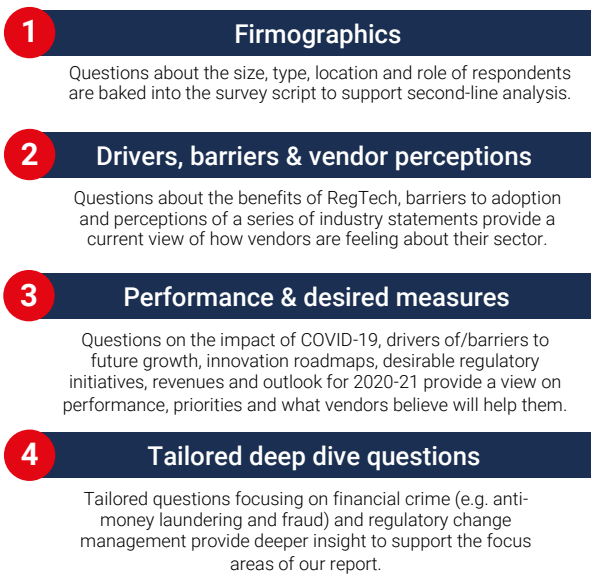 1
Firmographics
Questions about the size, type, location and role of respondents
are baked into the survey script to support second-line analysis.
2
Drivers, barriers & vendor perceptions
Questions about the benefits of RegTech, barriers to adoption
and perceptions of a series of industry statements provide a
current view of how vendors are feeling about their sector.
3
Performance & desired measures
Questions on the impact of COVID-19, drivers of/barriers to
future growth, innovation roadmaps, desirable regulatory
initiatives, revenues and outlook for 2020-21 provide a view on
performance, priorities and what vendors believe will help them.
4
Tailored deep dive questions
Tailored questions focusing on financial crime (e.g. anti-
money laundering and fraud) and regulatory change
management provide deeper insight to support the focus
areas of our report.